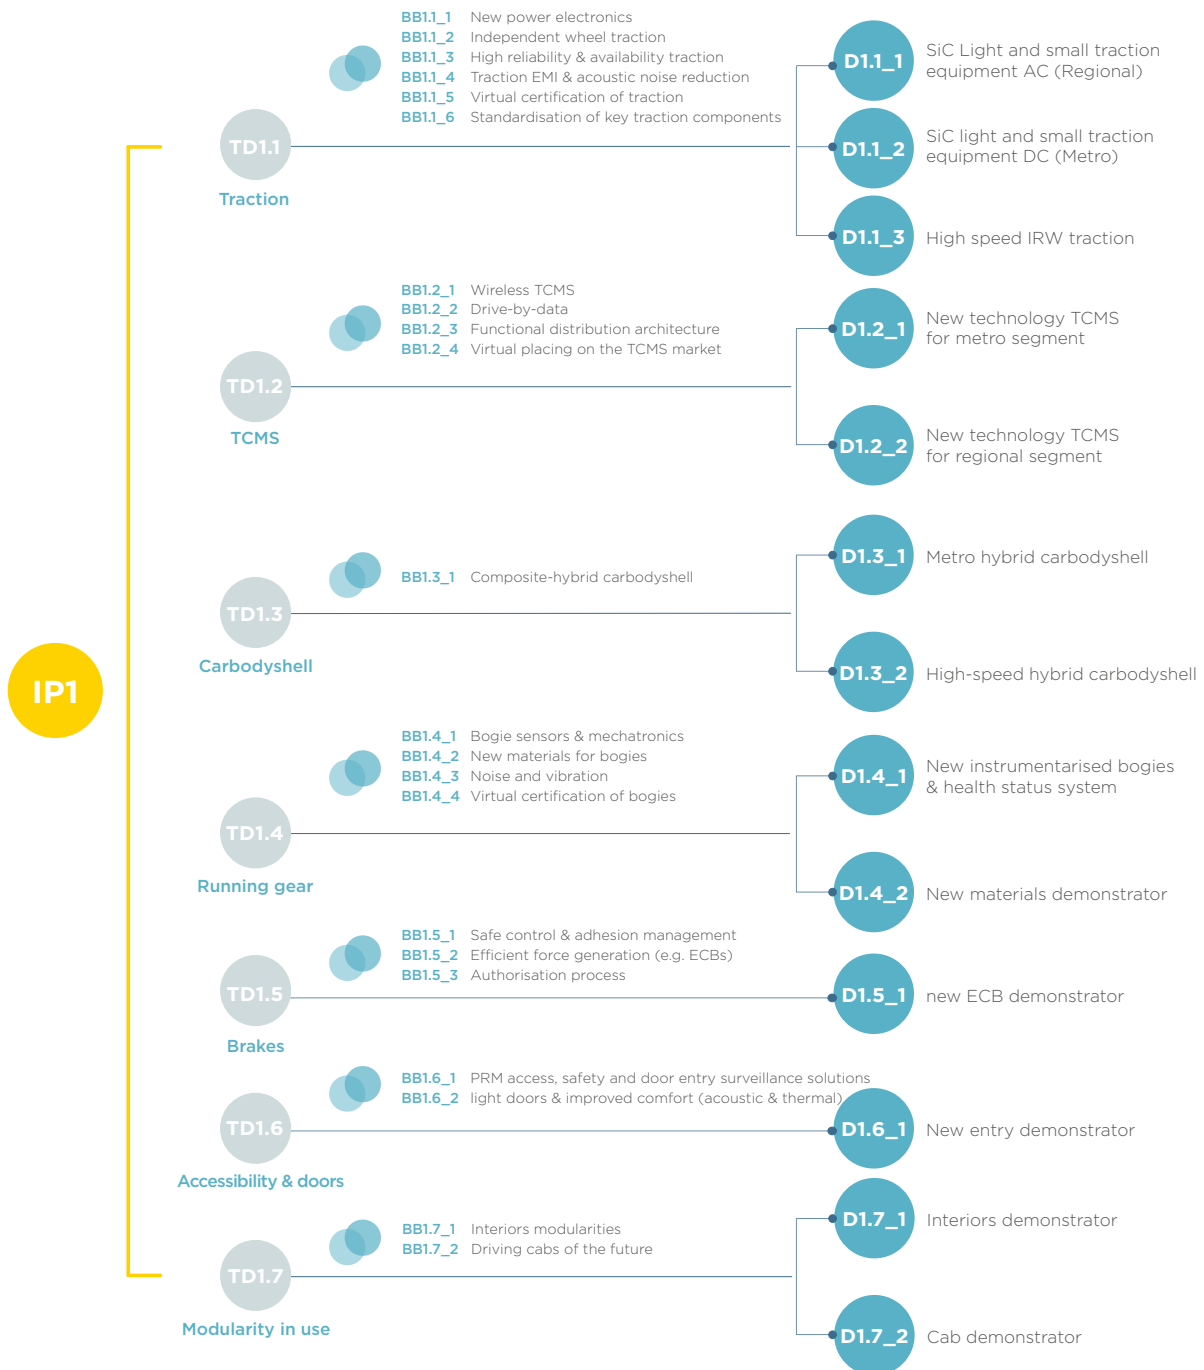 IP1
TD1.1
Traction
BB1.1_1 New power electronics
BB1.1_2 Independent wheel traction
BB1.1_3 High reliability & availability traction
BB1.1_4 Traction EMI & acoustic noise reduction
BB1.1_5 Virtual certification of traction
BB1.1_6 Standardisation of key traction components
D1.1_1
SiC Light and small traction
equipment AC (Regional)
D1.1_2
SiC light and small traction
equipment DC (Metro)
D1.1_3
High speed IRW traction
TD1.2
TCMS
BB1.2_1 Wireless TCMS
BB1.2_2 Drive-by-data
BB1.2_3 Functional distribution architecture
BB1.2_4 Virtual placing on the TCMS market
D1.2_1
New technology TCMS
for metro segment
D1.2_2
New technology TCMS
for regional segment
TD1.3
Carbodyshell
BB1.3_1 Composite-hybrid carbodyshell
D1.3_1
Metro hybrid carbodyshell
D1.3_2
High-speed hybrid carbodyshell
TD1.4
Running gear
BB1.4_1 Bogie sensors & mechatronics
BB1.4_2 New materials for bogies
BB1.4_3 Noise and vibration
BB1.4_4 Virtual certification of bogies
D1.4_1
New instrumentarised bogies
& health status system
D1.4_2
New materials demonstrator
TD1.5
Brakes
BB1.5_1 Safe control & adhesion management
BB1.5_2 Efficient force generation (e.g. ECBs)
BB1.5_3 Authorisation process
D1.5_1
new ECB demonstrator
TD1.6
Accessibility & doors
BB1.6_1 PRM access, safety and door entry surveillance solutions
BB1.6_2 light doors & improved comfort (acoustic & thermal)
D1.6_1
New entry demonstrator
TD1.7
Modularity in use
BB1.7_1 Interiors modularities
BB1.7_2 Driving cabs of the future
D1.7_1
Interiors demonstrator
D1.7_2
Cab demonstrator